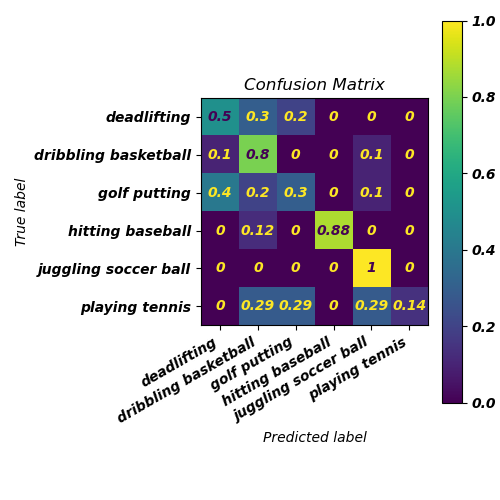 Confusion Matrix
True label
deadlifting 0.5 0.3 0.2 0 0 0
dribbling basketball 0.1 0.8 0 0 0.1 0
golf putting 0.4 0.2 0.3 0 0.1 0
hitting baseball 0 0.12 0 0.88 0 0
juggling soccer ball 0 0 0 0 1 0
playing tennis 0 0.29 0.29 0 0.29 0.14
deadlifting
dribbling basketball
golf putting
hitting baseball
juggling soccer ball
playing tennis
Predicted label
1.0
0.8
0.6
0.4
0.2
0.0